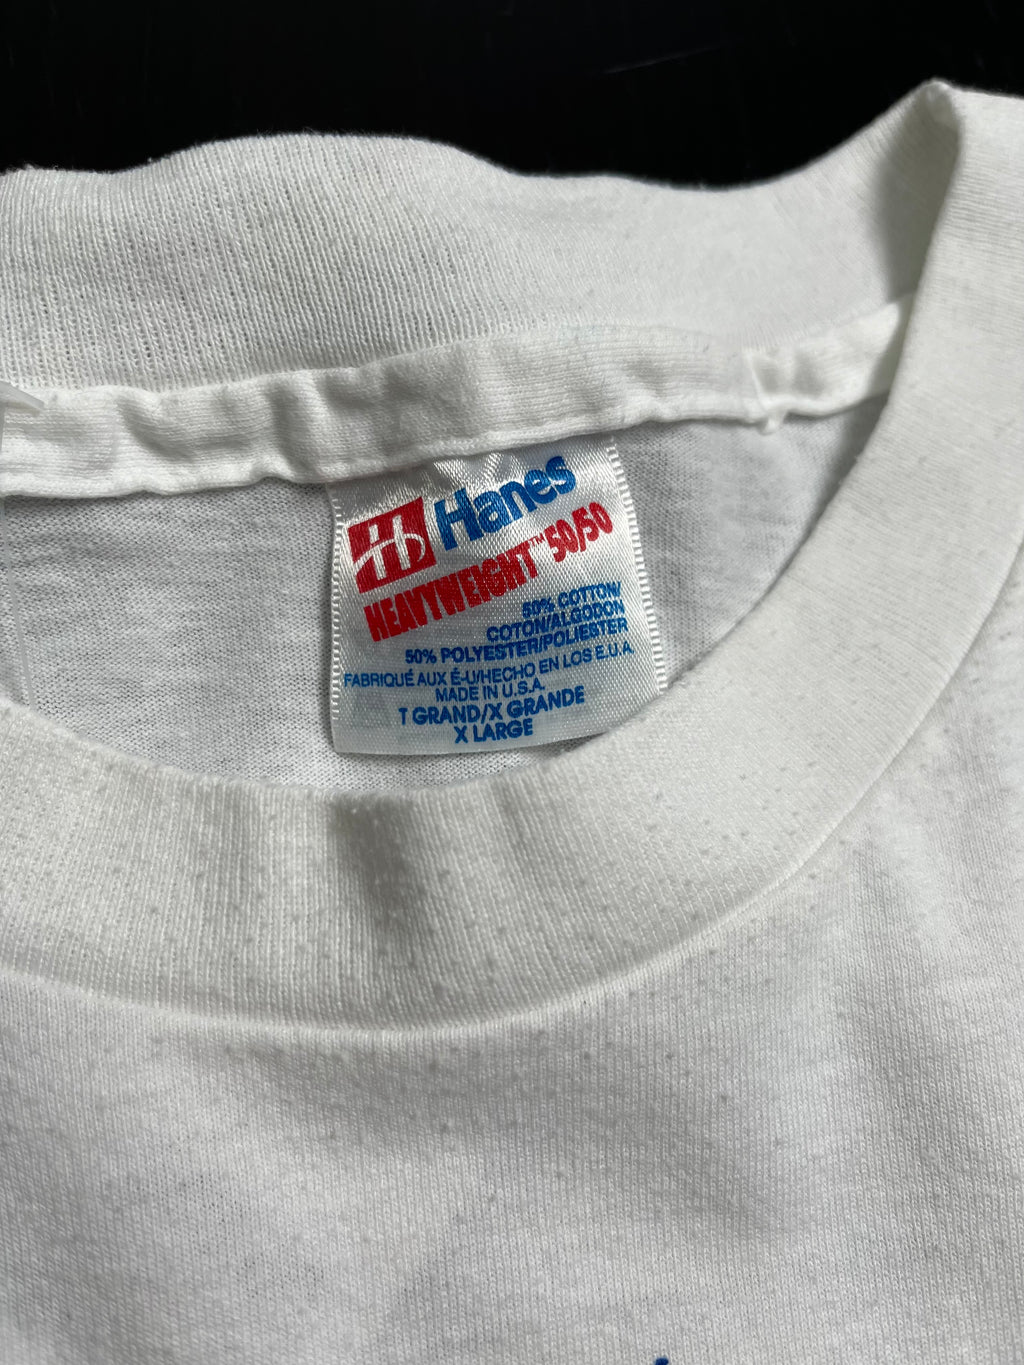 Hanes
HEAVYWEIGHT™ 50/50
50% COTTON/
COTON/ALGODON
50% POLYESTER/POLIESTER
FABRIQUÉ AUX É-U/HECHO EN LOS E.U.A.
MADE IN U.S.A.
T GRAND/X GRANDE
X LARGE